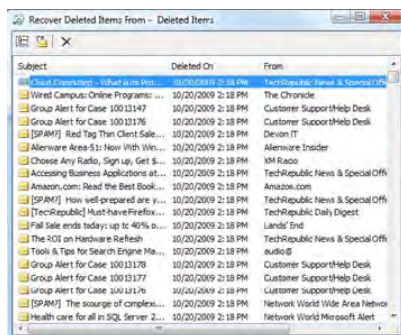 Recover Deleted Items From - Deleted Items
Subject Deleted On From
Cloud Computing - What is its Pot... 10/20/2009 2:18 PM TechRepublic News & Special Offe
Wired Campus: Online Programs: ... 10/20/2009 2:18 PM The Chronicle
Group Alert for Case 10013147 10/20/2009 2:18 PM Customer Support/Help Desk
Group Alert for Case 10013176 10/20/2009 2:18 PM Customer Support/Help Desk
[SPAM?] Red Tag Thin Client Sale... 10/20/2009 2:18 PM Devon IT
Alienware Area-51: Now With Win... 10/20/2009 2:18 PM Alienware Insider
Choose Any Radio, Sign up, Get $... 10/20/2009 2:18 PM XM Radio
Accessing Business Applications at... 10/20/2009 2:18 PM TechRepublic News & Special Offe
Amazon.com: Read the Best Book... 10/20/2009 2:18 PM Amazon.com
[SPAM?] How well-prepared are y... 10/20/2009 2:18 PM TechRepublic News & Special Offe
[TechRepublic] Must-have Firefox... 10/20/2009 2:18 PM TechRepublic Daily Digest
Fall Sale ends today: up to 40% o... 10/20/2009 2:18 PM Lands' End
The ROI on Hardware Refresh 10/20/2009 2:18 PM TechRepublic News & Special Offe
Tools & Tips for Search Engine Ma... 10/20/2009 2:18 PM audio@
Group Alert for Case 10013178 10/20/2009 2:18 PM Customer Support/Help Desk
Group Alert for Case 10013177 10/20/2009 2:18 PM Customer Support/Help Desk
Group Alert for Case 10013176 10/20/2009 2:18 PM Customer Support/Help Desk
[SPAM?] The scourge of complexi... 10/20/2009 2:18 PM Network World Wide Area Networ
Health care for all in SQL Server 2... 10/20/2009 2:18 PM Network World Microsoft Alert